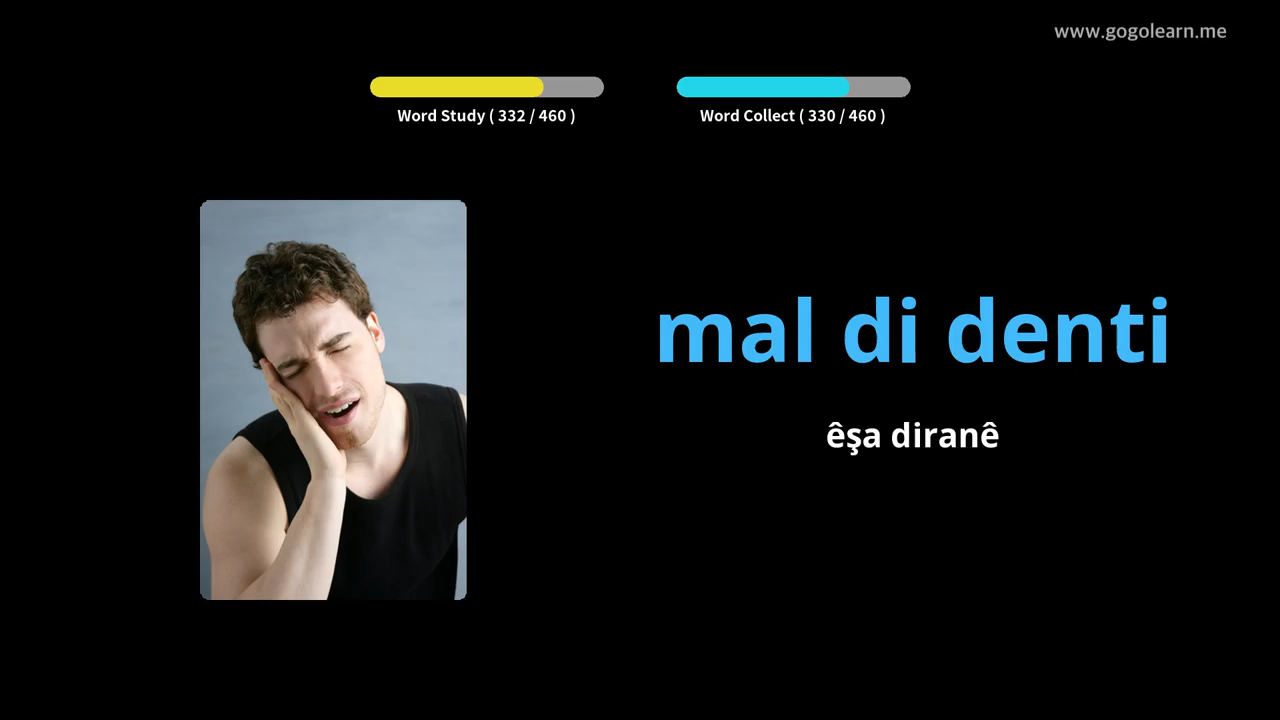 www.gogolearn.me
Word Study ( 332 / 460 )
Word Collect ( 330 / 460 )
mal di denti
êşa diranê